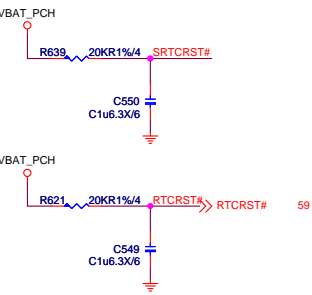 VBAT_PCH
R639 20KR1%/4 SRTCRST#
C550
C1u6.3X/6
VBAT_PCH
R621 20KR1%/4 RTCRST# RTCRST# 59
C549
C1u6.3X/6